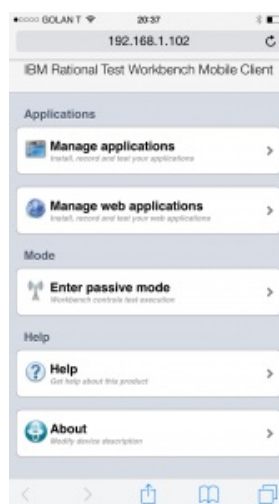 GOLAN T 20:37
192.168.1.102
IBM Rational Test Workbench Mobile Client
Applications
Manage applications
Install, record and test your applications
Manage web applications
Install, record and test your web applications
Mode
Enter passive mode
Workbench controls test execution
Help
Help
Get help about this product
About
Modify device description